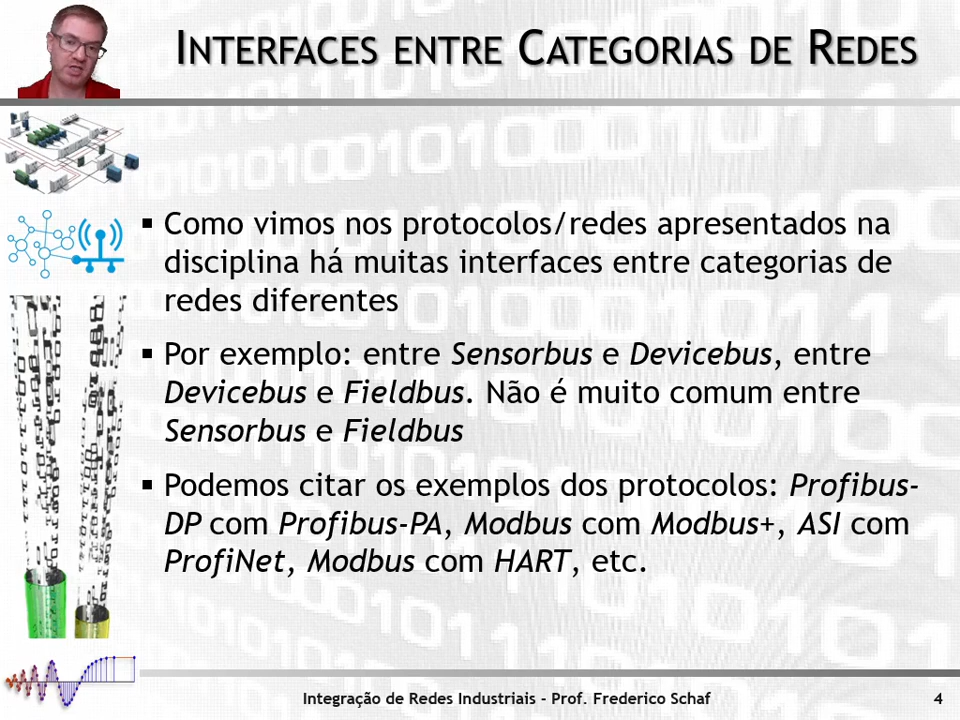 INTERFACES ENTRE CATEGORIAS DE REDES
▪ Como vimos nos protocolos/redes apresentados na
disciplina há muitas interfaces entre categorias de
redes diferentes
▪ Por exemplo: entre Sensorbus e Devicebus, entre
Devicebus e Fieldbus. Não é muito comum entre
Sensorbus e Fieldbus
▪ Podemos citar os exemplos dos protocolos: Profibus-
DP com Profibus-PA, Modbus com Modbus+, ASI com
ProfiNet, Modbus com HART, etc.
Integração de Redes Industriais - Prof. Frederico Schaf
4